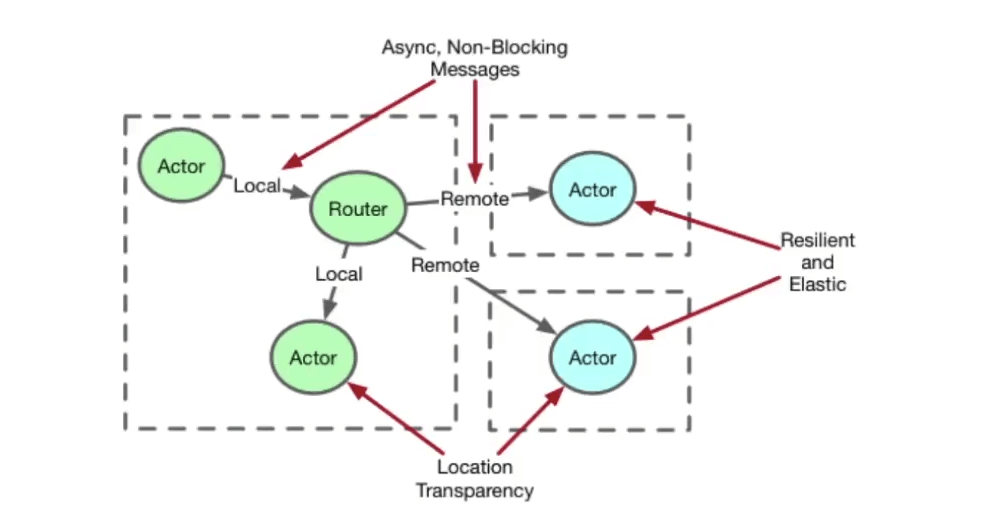 Async, Non-Blocking
Messages
Actor
Local
Router
Remote
Actor
Resilient
and
Elastic
Local
Remote
Actor
Actor
Location
Transparency